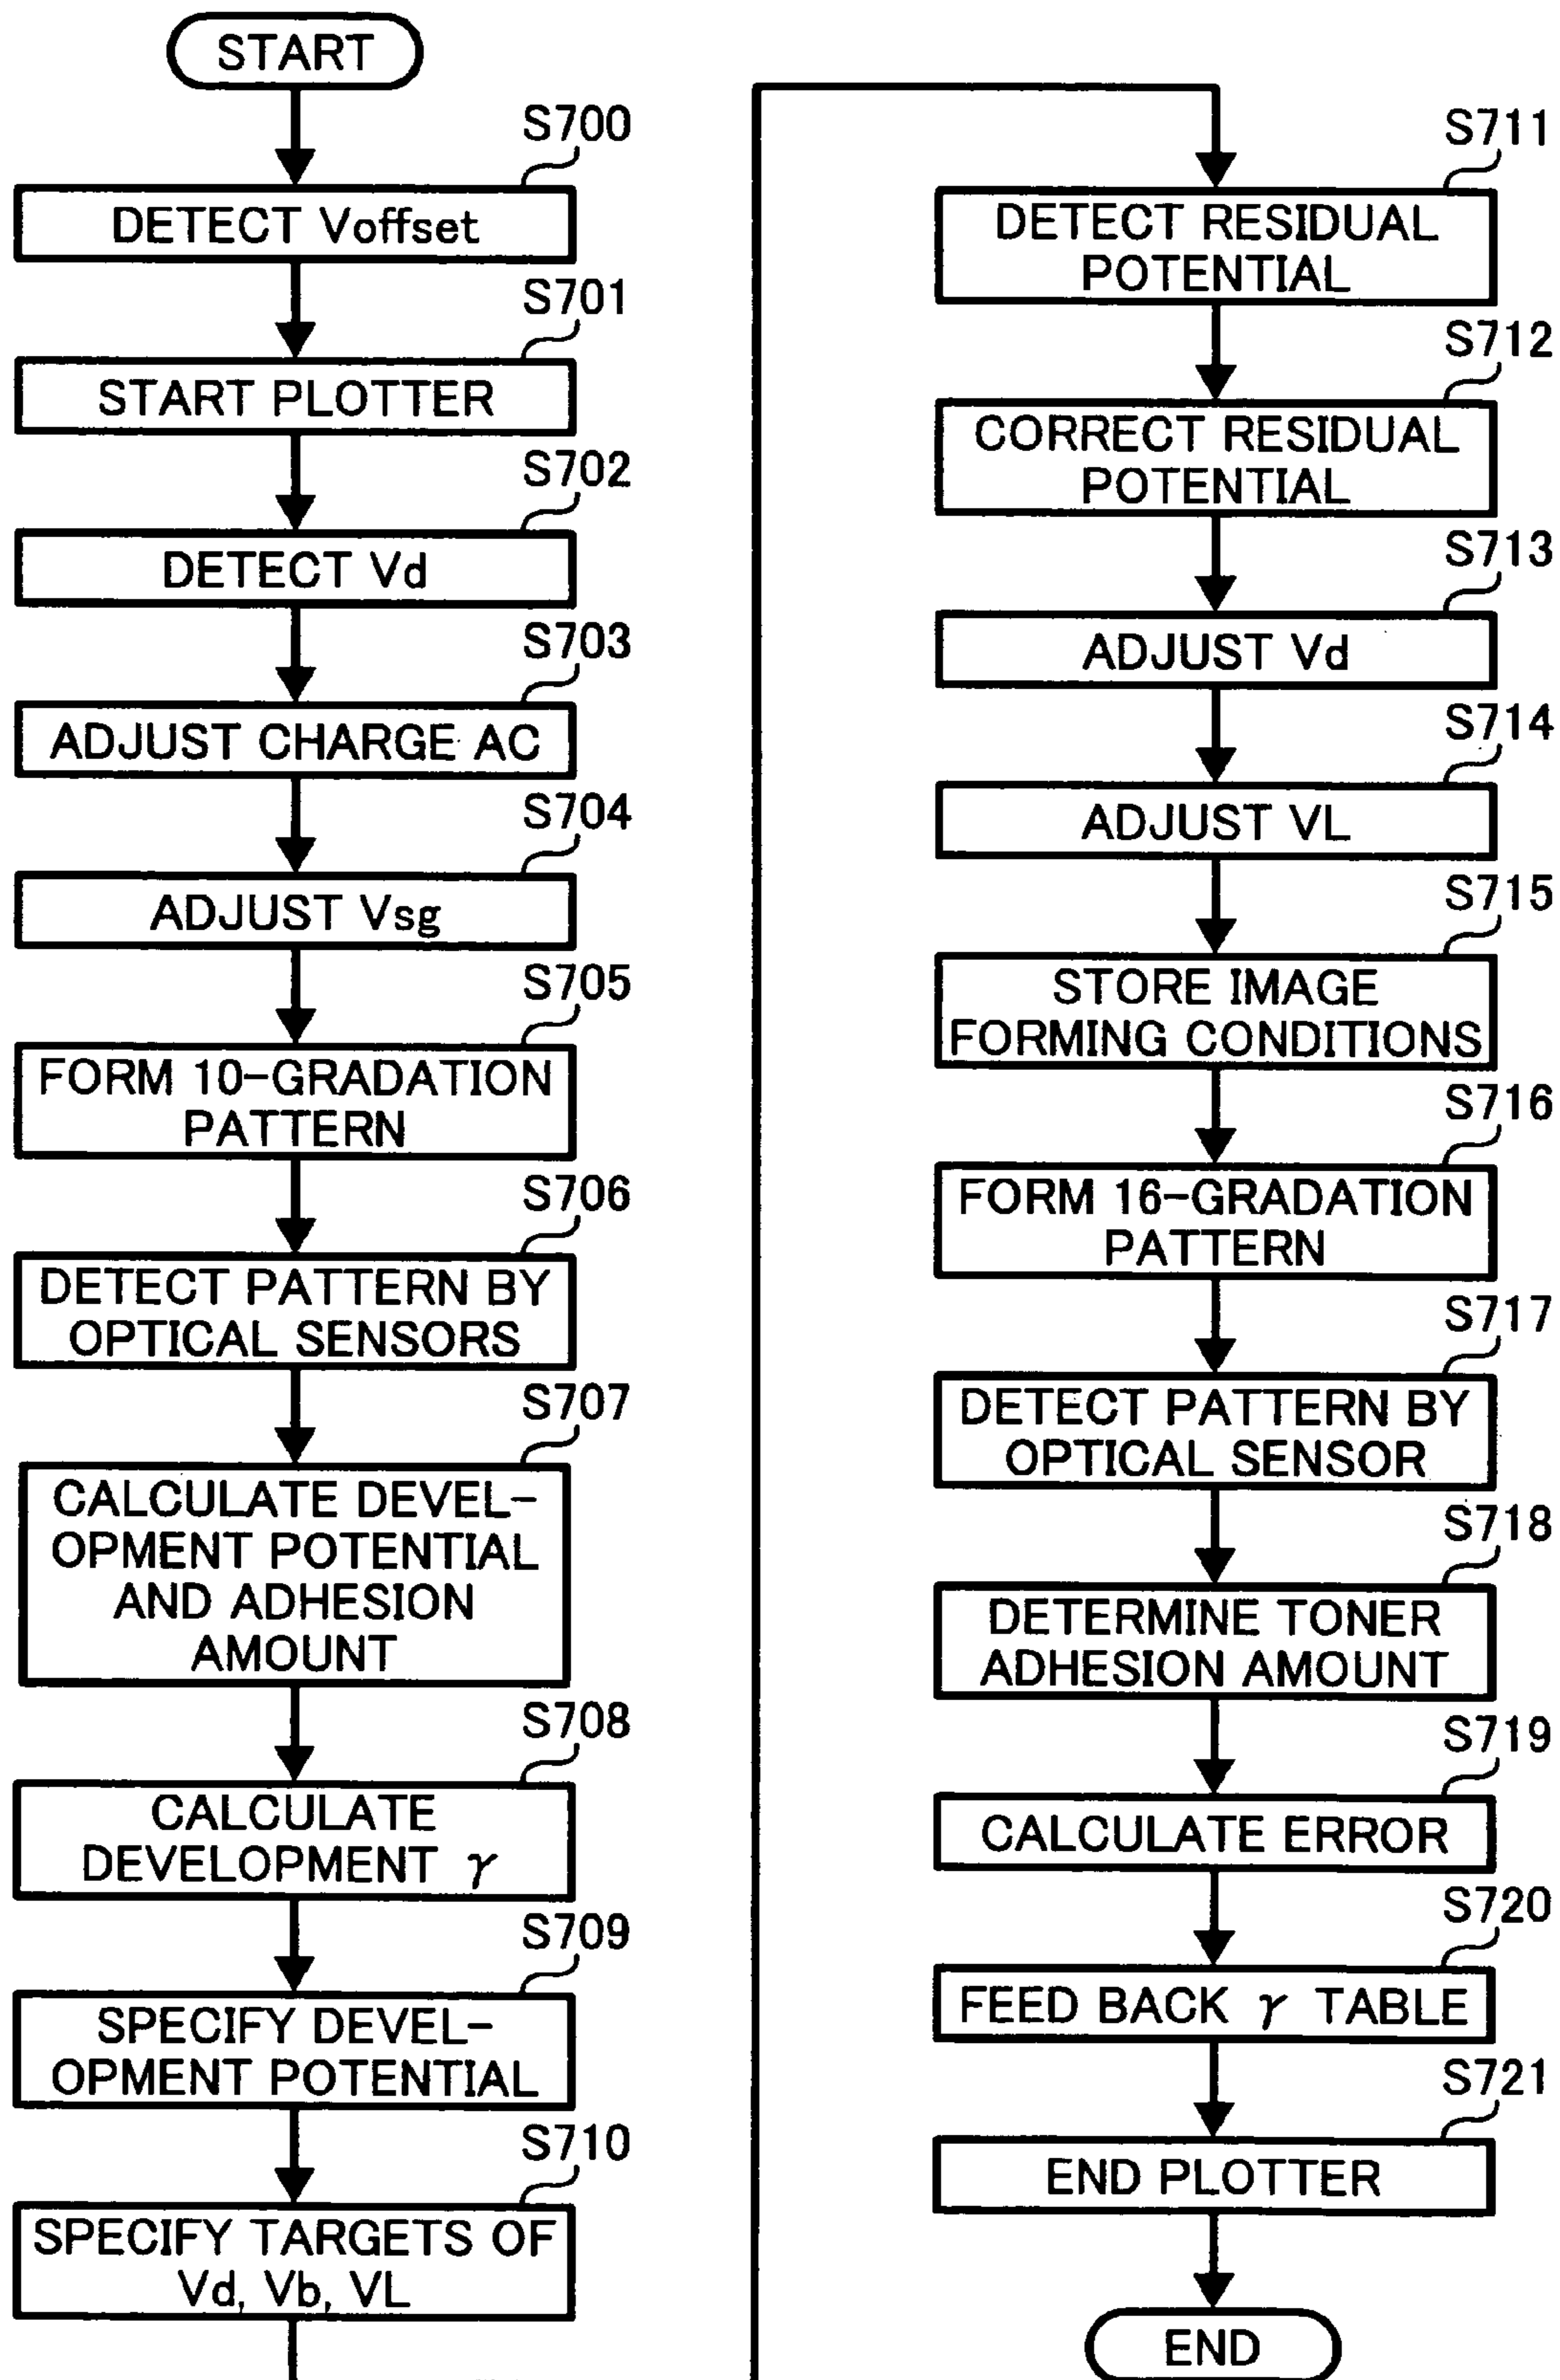 START
S700
DETECT Voffset
S701
START PLOTTER
S702
DETECT Vd
S703
ADJUST CHARGE AC
S704
ADJUST Vsg
S705
FORM 10-GRADATION
PATTERN
S706
DETECT PATTERN BY
OPTICAL SENSORS
S707
CALCULATE DEVEL-
OPMENT POTENTIAL
AND ADHESION
AMOUNT
S708
CALCULATE
DEVELOPMENT γ
S709
SPECIFY DEVEL-
OPMENT POTENTIAL
S710
SPECIFY TARGETS OF
Vd, Vb, VL
S711
DETECT RESIDUAL
POTENTIAL
S712
CORRECT RESIDUAL
POTENTIAL
S713
ADJUST Vd
S714
ADJUST VL
S715
STORE IMAGE
FORMING CONDITIONS
S716
FORM 16-GRADATION
PATTERN
S717
DETECT PATTERN BY
OPTICAL SENSOR
S718
DETERMINE TONER
ADHESION AMOUNT
S719
CALCULATE ERROR
S720
FEED BACK γ TABLE
S721
END PLOTTER
END